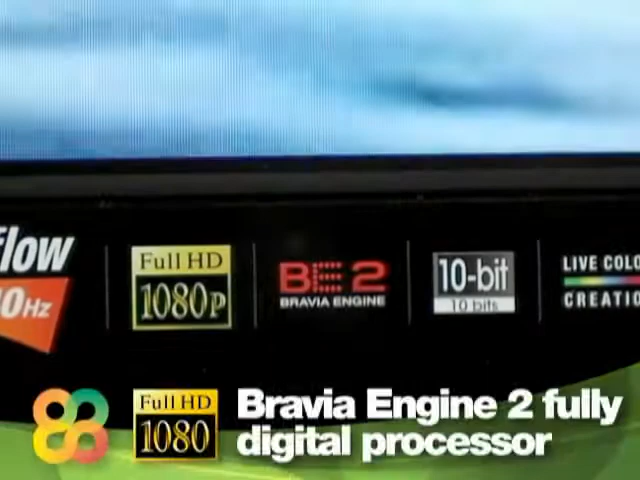 flow
0Hz
Full HD
1080p
BE 2
BRAVIA ENGINE
10-bit
10 bits
LIVE COLO
CREATIO
Full HD
1080
Bravia Engine 2 fully
digital processor